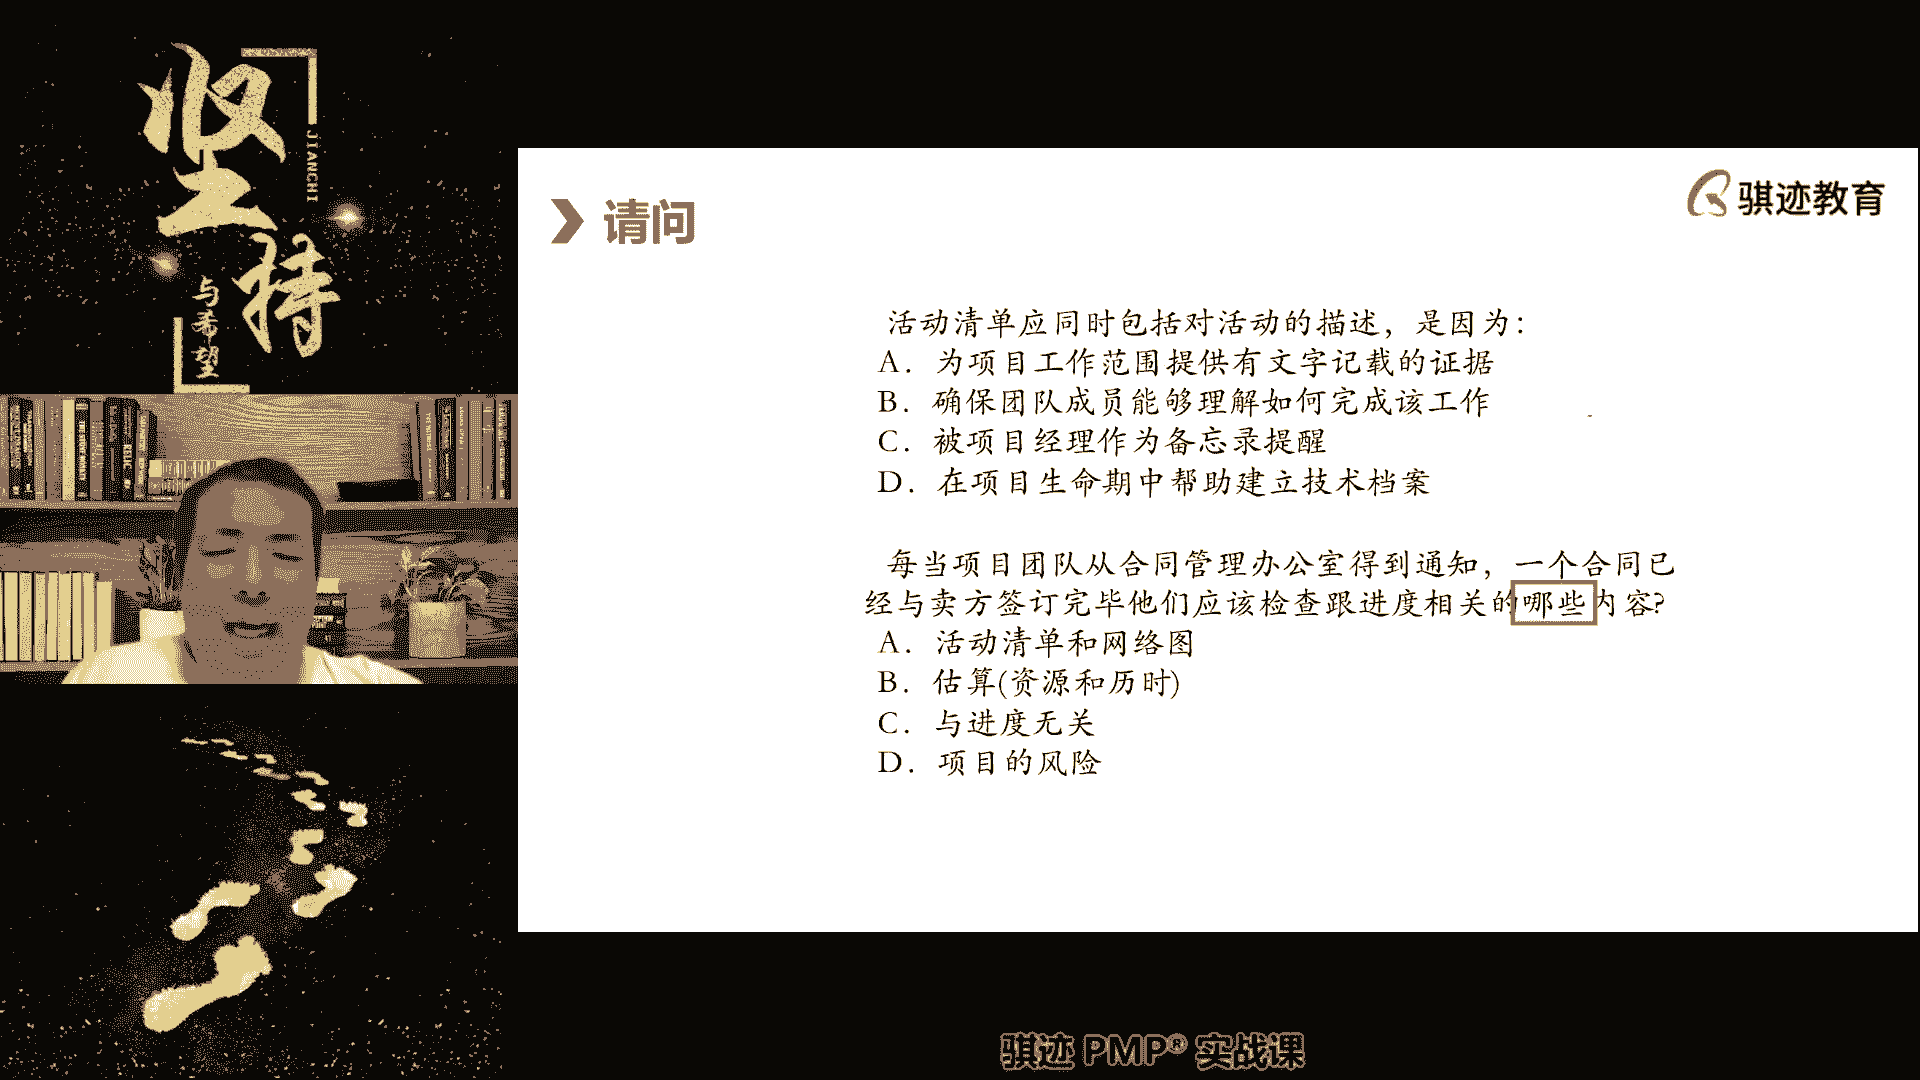 坚持
JIANCHI
与希望
请问
骐迹教育
活动清单应同时包括对活动的描述，是因为：
A. 为项目工作范围提供有文字记载的证据
B. 确保团队成员能够理解如何完成该工作
C. 被项目经理作为备忘录提醒
D. 在项目生命期中帮助建立技术档案
每当项目团队从合同管理办公室得到通知，一个合同已
经与卖方签订完毕他们应该检查跟进度相关的哪些内容?
A. 活动清单和网络图
B. 估算(资源和历时)
C. 与进度无关
D. 项目的风险
骐迹 PMP® 实战课